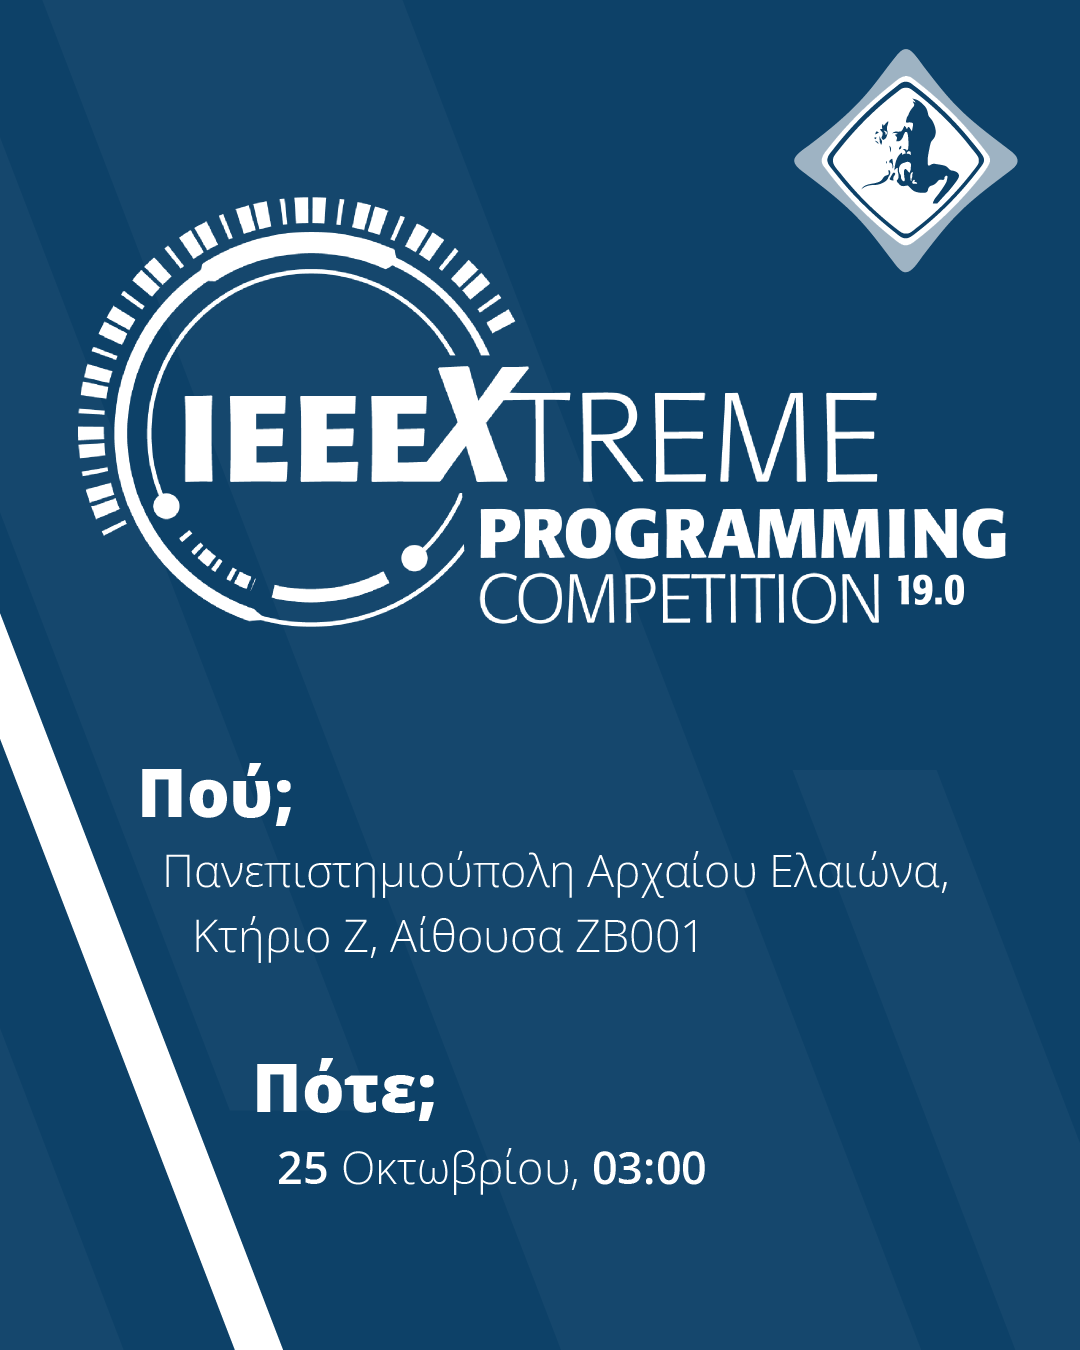 IEEEXTREME
PROGRAMMING
COMPETITION 19.0
Πού;
Πανεπιστημιούπολη Αρχαίου Ελαιώνα,
Κτήριο Ζ, Αίθουσα ΖΒ001
Πότε;
25 Οκτωβρίου, 03:00